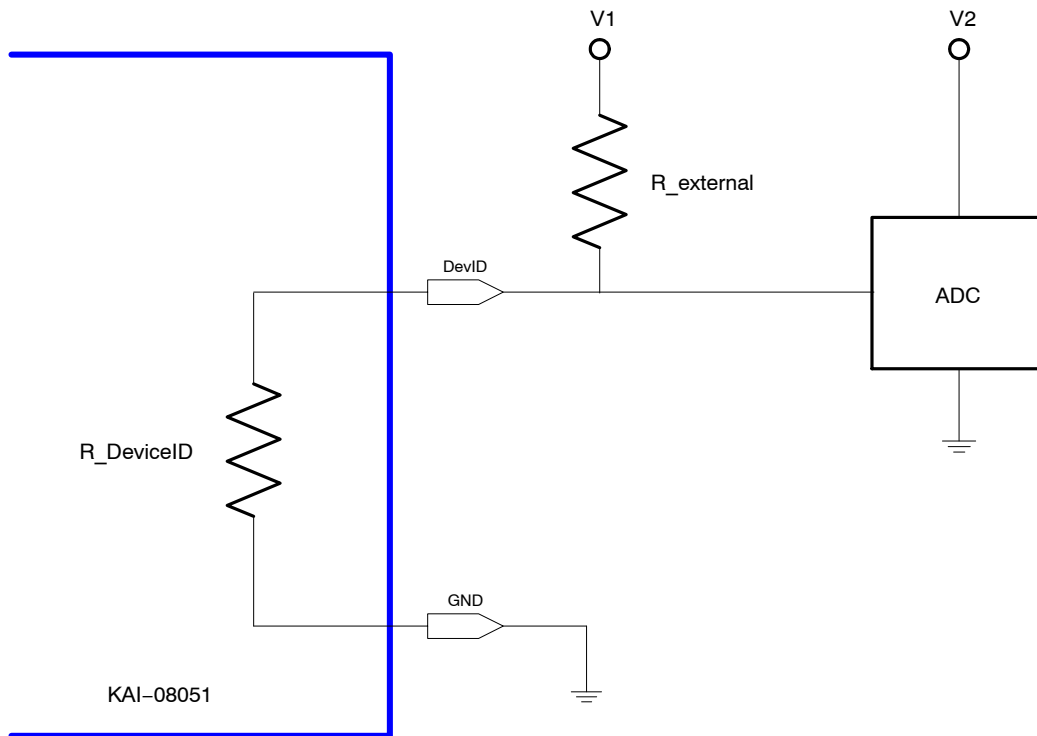 V1
V2
R_external
DevID
ADC
R_DeviceID
GND
KAI−08051